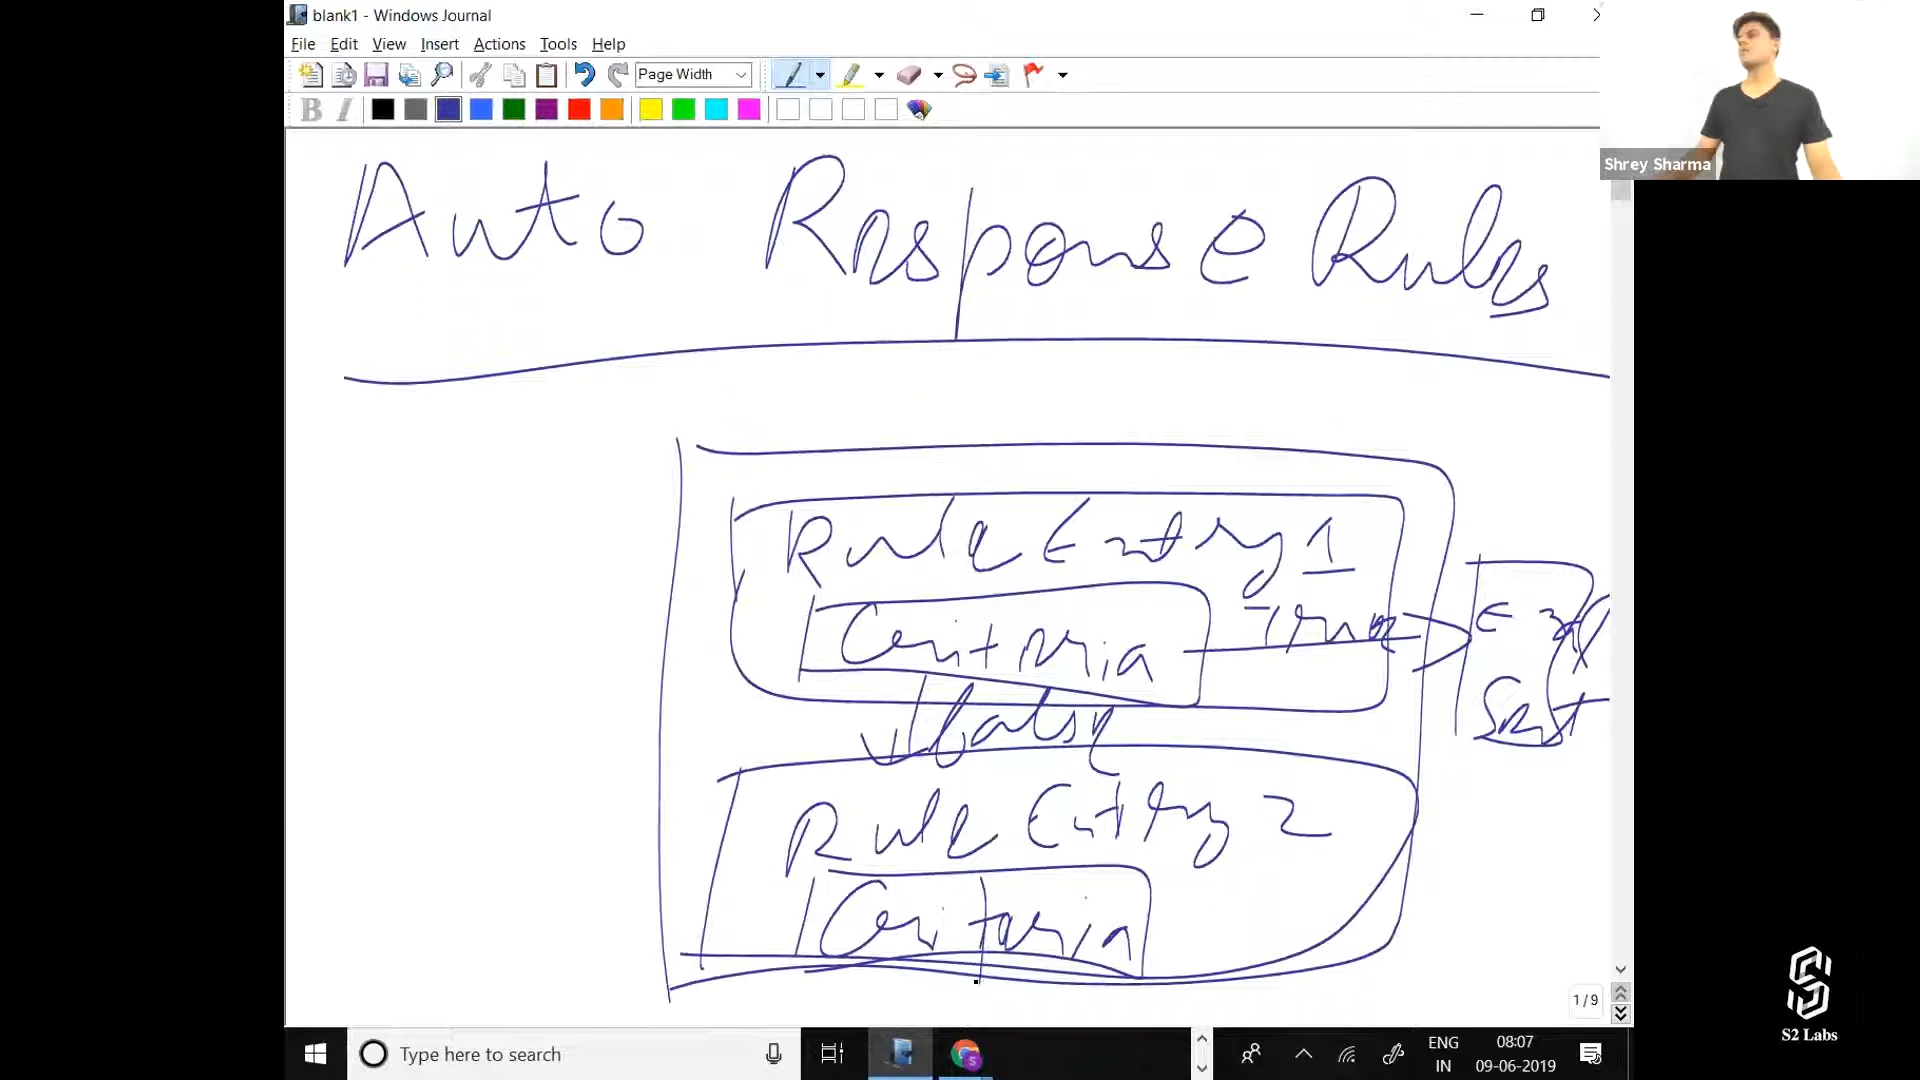 blank1 - Windows Journal
File Edit View Insert Actions Tools Help
Page Width
B I
Shrey Sharma
Auto Response Rules
Rule Entry 1
Criteria True
Sent
false
Rule Entry 2
Criteria
1 / 9
S2 Labs
Type here to search
ENG
IN
08:07
09-06-2019